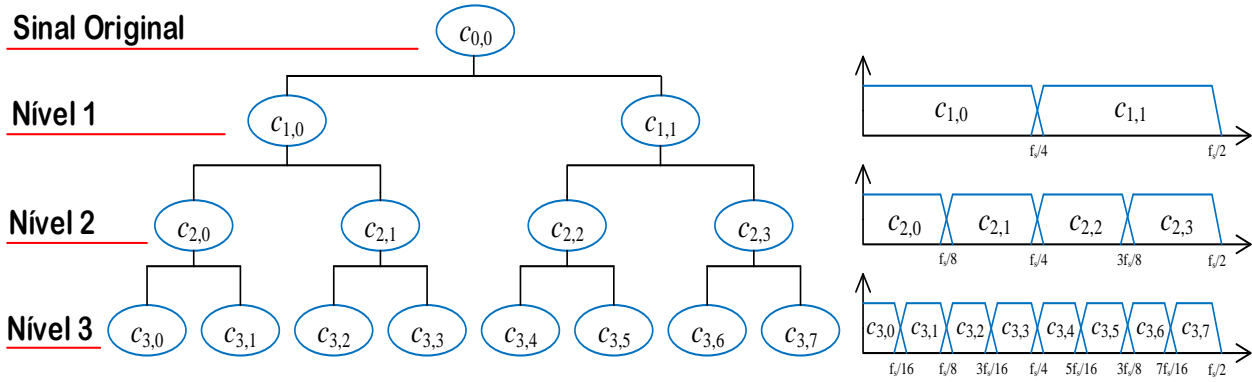 Sinal Original
c0,0
Nível 1
c1,0 c1,1
Nível 2
c2,0 c2,1 c2,2 c2,3
Nível 3
c3,0 c3,1 c3,2 c3,3 c3,4 c3,5 c3,6 c3,7
c1,0 c1,1
fs/4 fs/2
c2,0 c2,1 c2,2 c2,3
fs/8 fs/4 3fs/8 fs/2
c3,0 c3,1 c3,2 c3,3 c3,4 c3,5 c3,6 c3,7
fs/16 fs/8 3fs/16 fs/4 5fs/16 3fs/8 7fs/16 fs/2